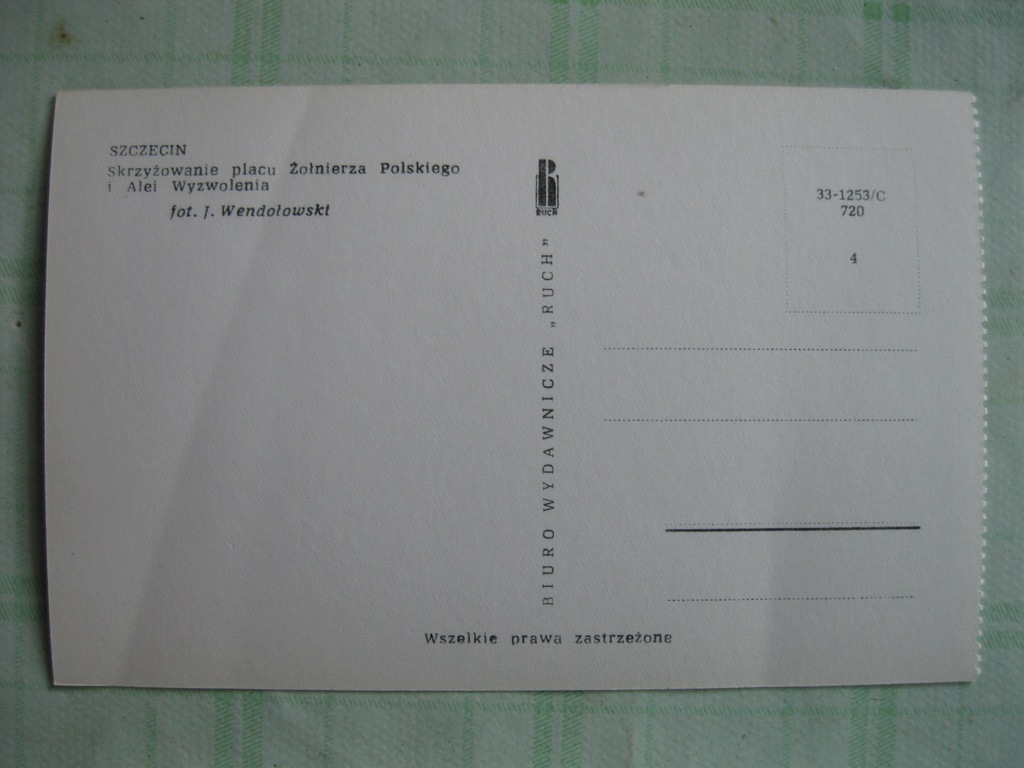 SZCZECIN
Skrzyżowanie placu Żołnierza Polskiego
i Alei Wyzwolenia
fot. J. Wendołowski
RUCH
BIURO WYDAWNICZE „RUCH”
33-1253/C
720
4
Wszelkie prawa zastrzeżone